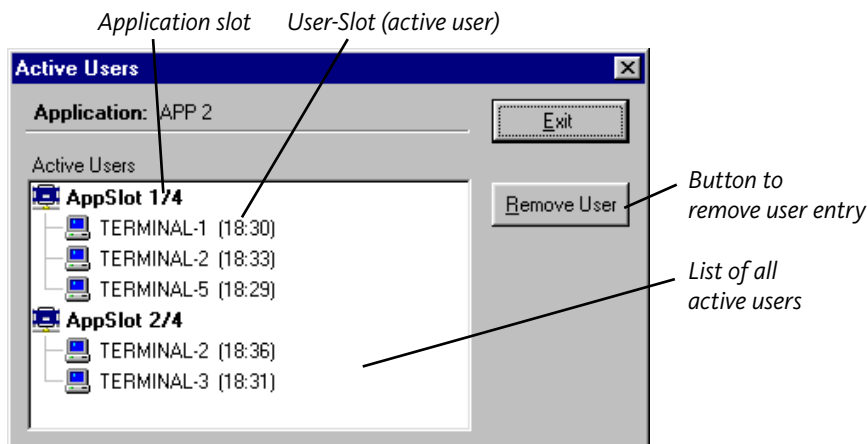 Application slot
User-Slot (active user)
Active Users
Application: APP 2
Exit
Active Users
AppSlot 1/4
TERMINAL-1 (18:30)
TERMINAL-2 (18:33)
TERMINAL-5 (18:29)
AppSlot 2/4
TERMINAL-2 (18:36)
TERMINAL-3 (18:31)
Remove User
Button to
remove user entry
List of all
active users